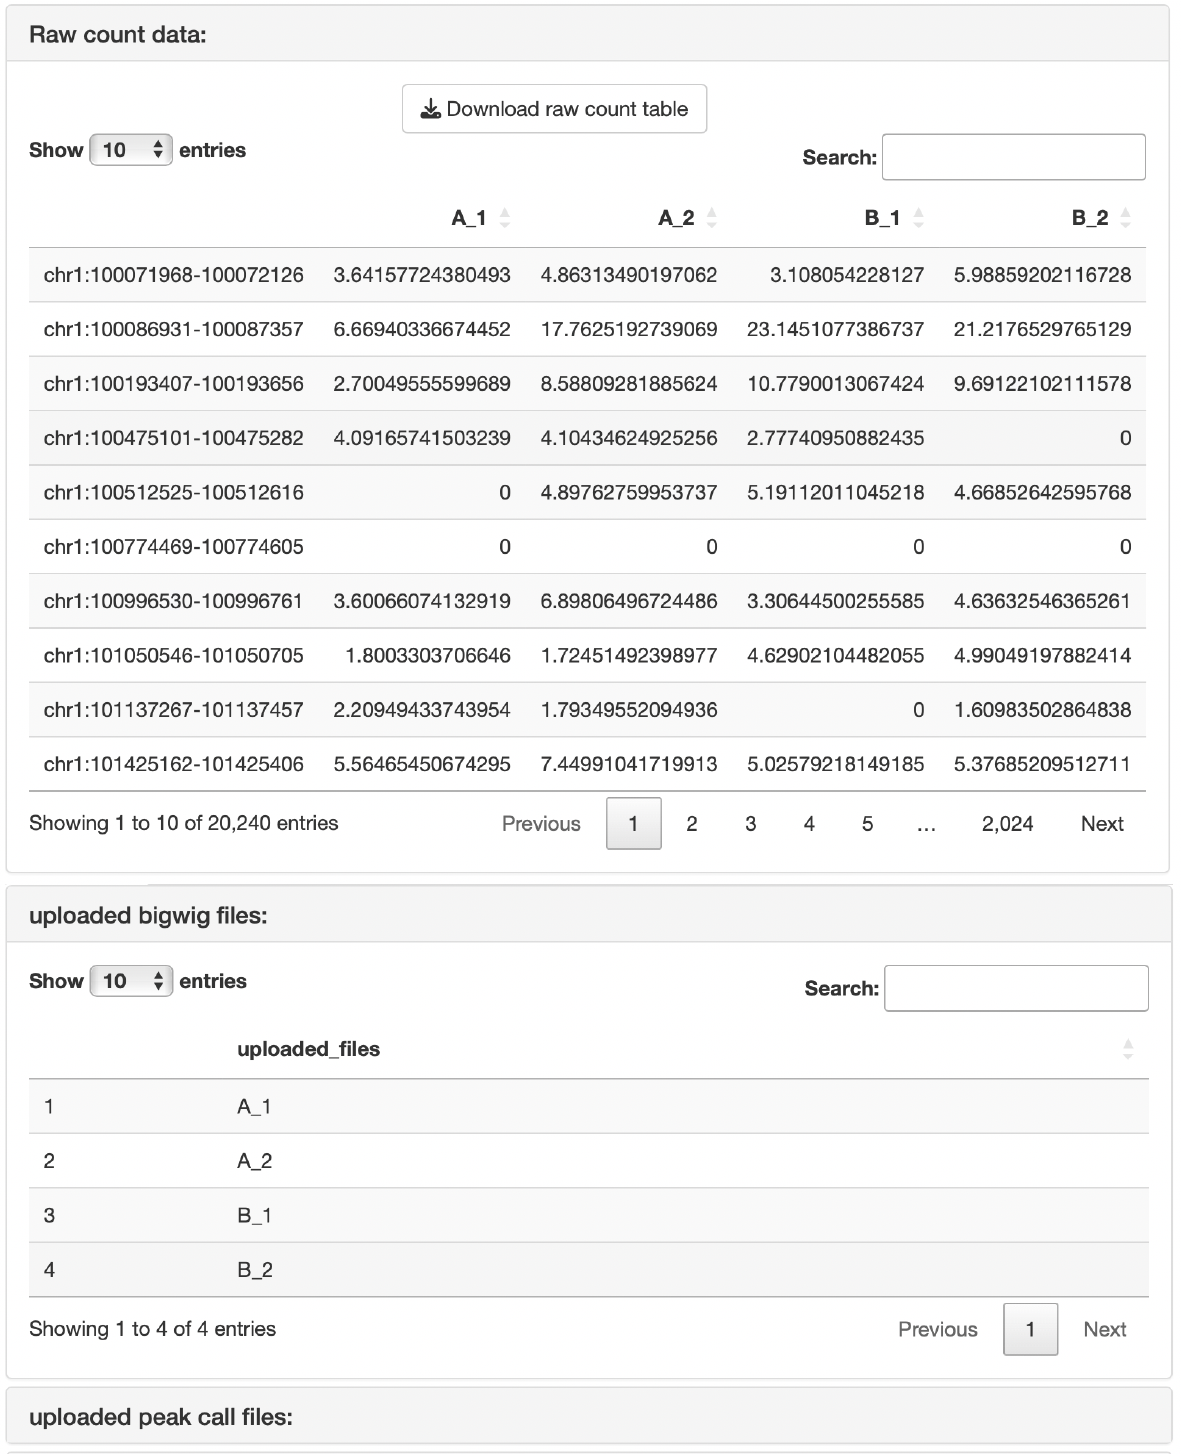 Raw count data:
Download raw count table
Show 10 entries
Search:
A_1 A_2 B_1 B_2
chr1:100071968-100072126 3.64157724380493 4.86313490197062 3.108054228127 5.98859202116728
chr1:100086931-100087357 6.66940336674452 17.7625192739069 23.1451077386737 21.2176529765129
chr1:100193407-100193656 2.70049555599689 8.58809281885624 10.7790013067424 9.69122102111578
chr1:100475101-100475282 4.09165741503239 4.10434624925256 2.77740950882435 0
chr1:100512525-100512616 0 4.89762759953737 5.19112011045218 4.66852642595768
chr1:100774469-100774605 0 0 0 0
chr1:100996530-100996761 3.60066074132919 6.89806496724486 3.30644500255585 4.63632546365261
chr1:101050546-101050705 1.8003303706646 1.72451492398977 4.62902104482055 4.99049197882414
chr1:101137267-101137457 2.20949433743954 1.79349552094936 0 1.60983502864838
chr1:101425162-101425406 5.56465450674295 7.44991041719913 5.02579218149185 5.37685209512711
Showing 1 to 10 of 20,240 entries Previous 1 2 3 4 5 ... 2,024 Next
uploaded bigwig files:
Show 10 entries
Search:
uploaded_files
1 A_1
2 A_2
3 B_1
4 B_2
Showing 1 to 4 of 4 entries Previous 1 Next
uploaded peak call files: